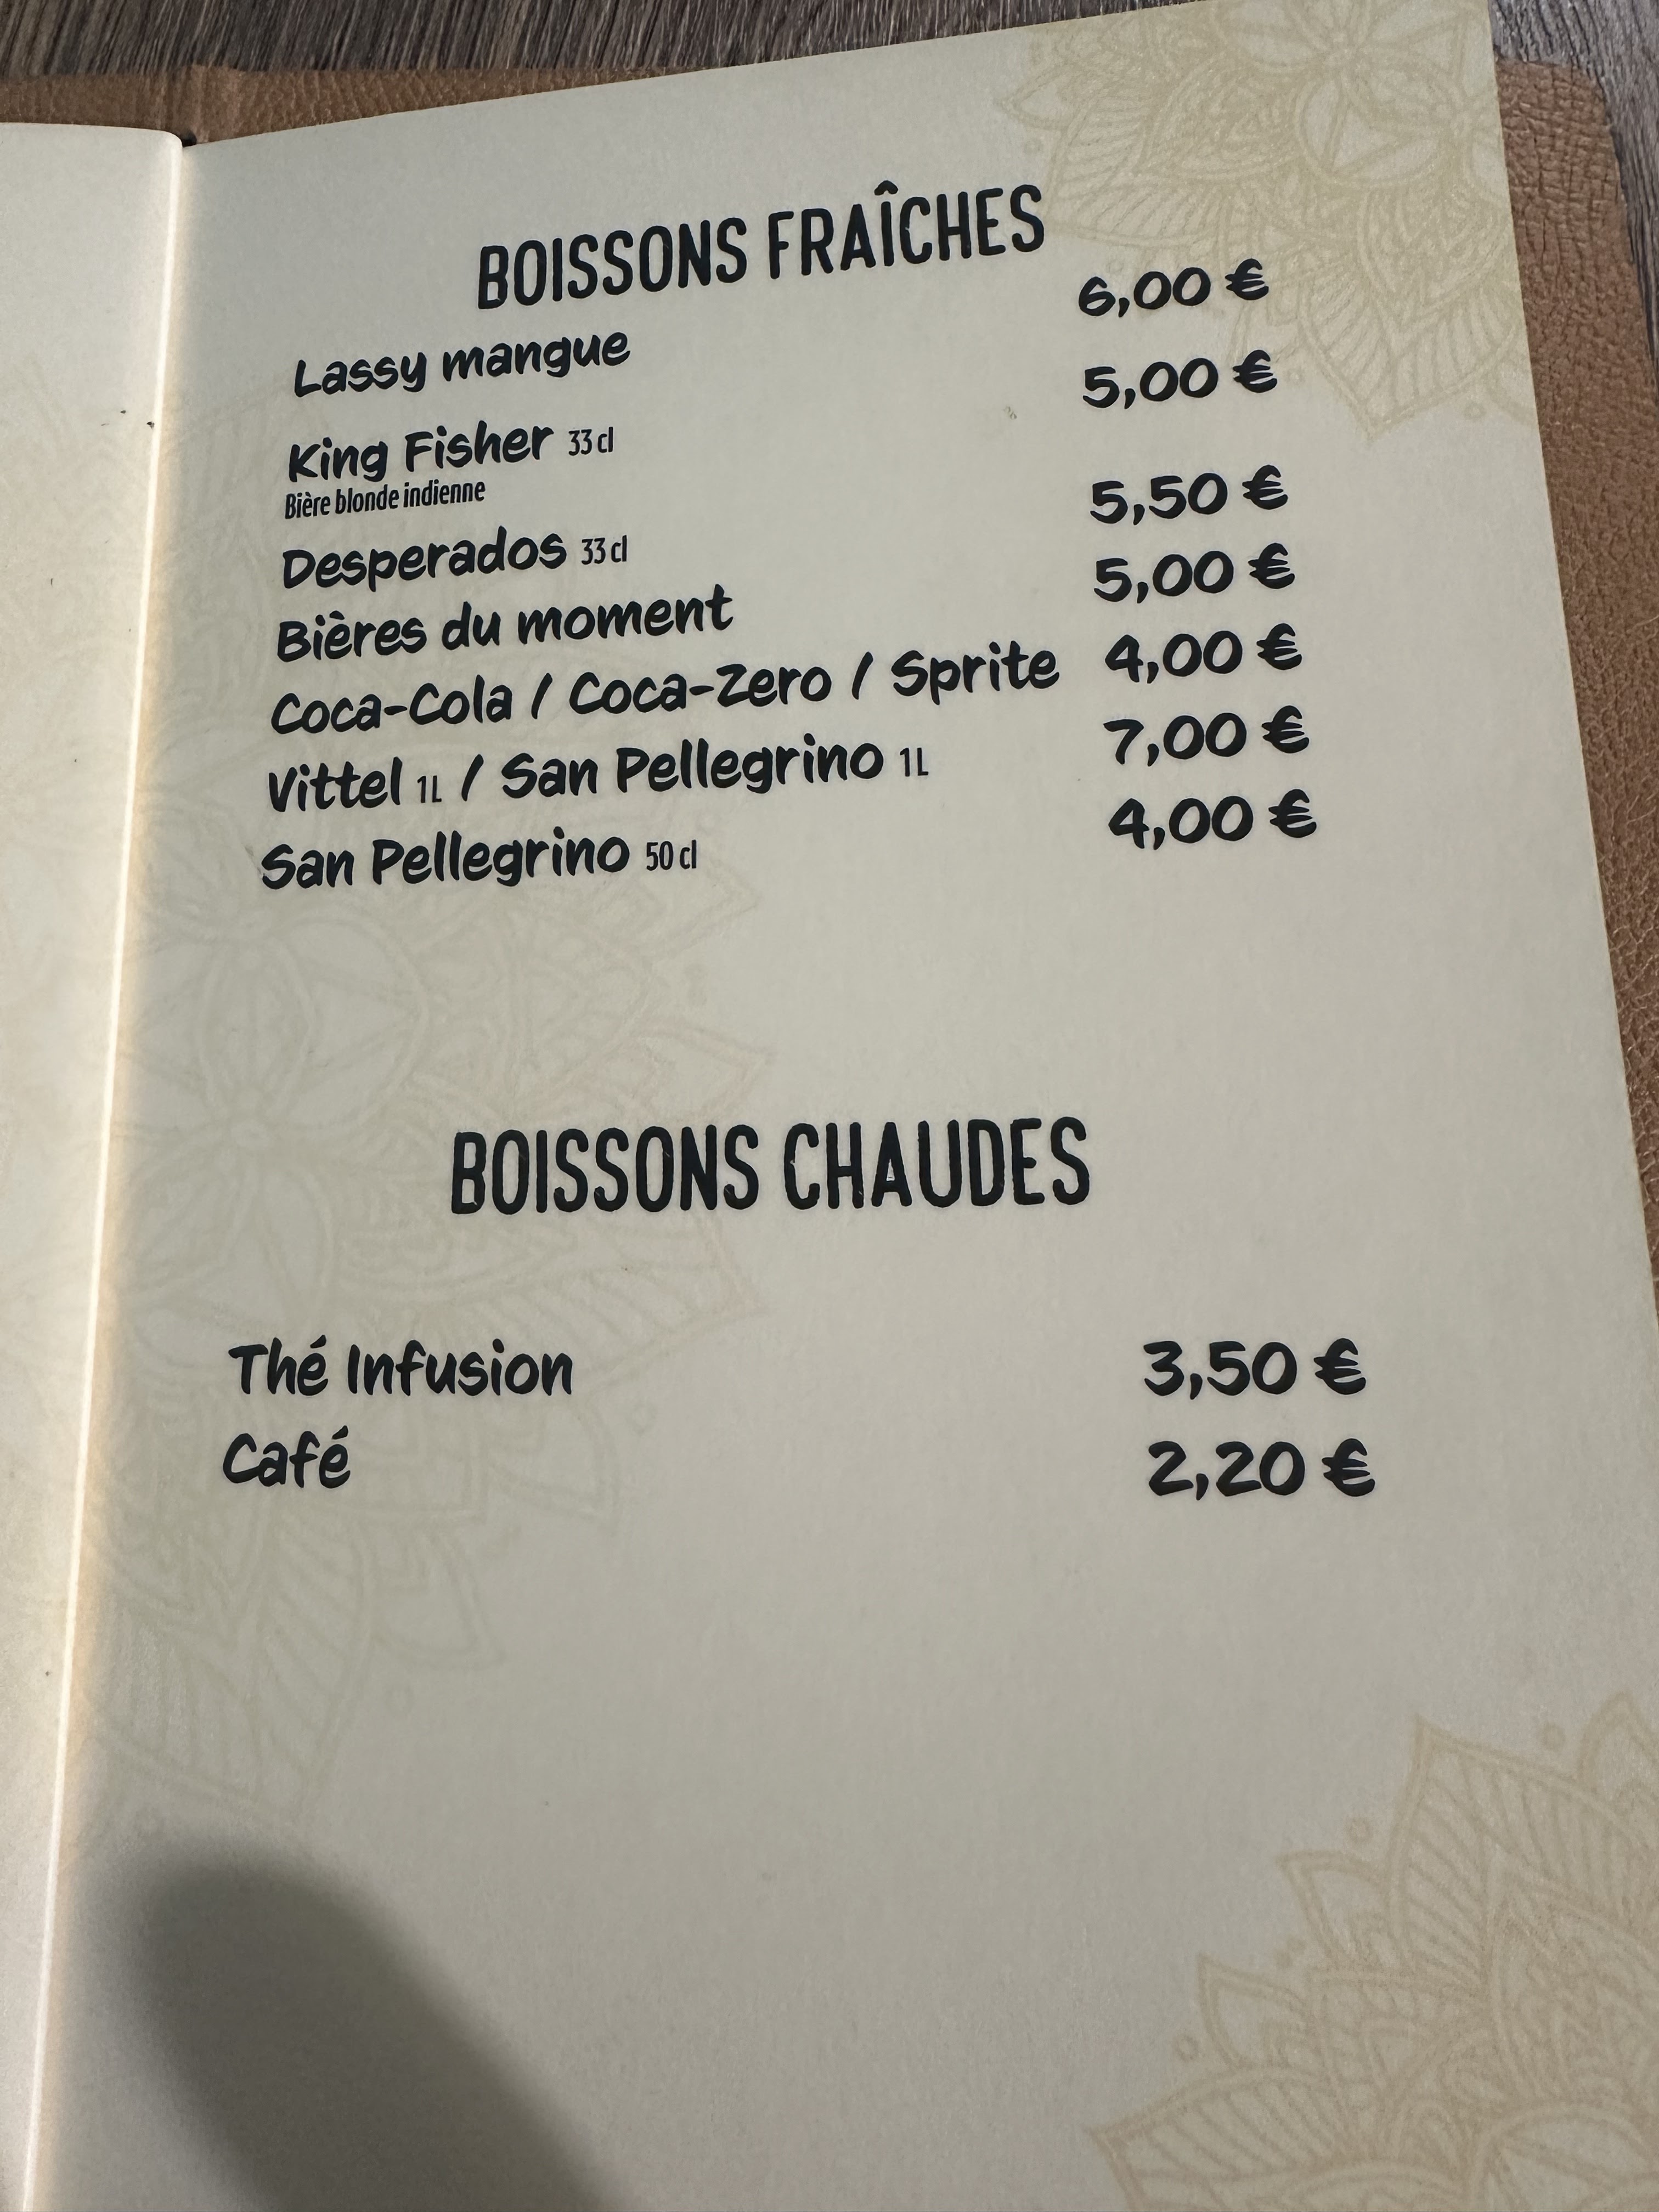 BOISSONS FRAÎCHES
Lassy mangue 6,00 €
King Fisher 33 cl 5,00 €
Bière blonde indienne
Desperados 33 cl 5,50 €
Bières du moment 5,00 €
Coca-Cola / Coca-Zero / Sprite 4,00 €
Vittel 1L / San Pellegrino 1L 7,00 €
San Pellegrino 50 cl 4,00 €
BOISSONS CHAUDES
Thé Infusion 3,50 €
Café 2,20 €